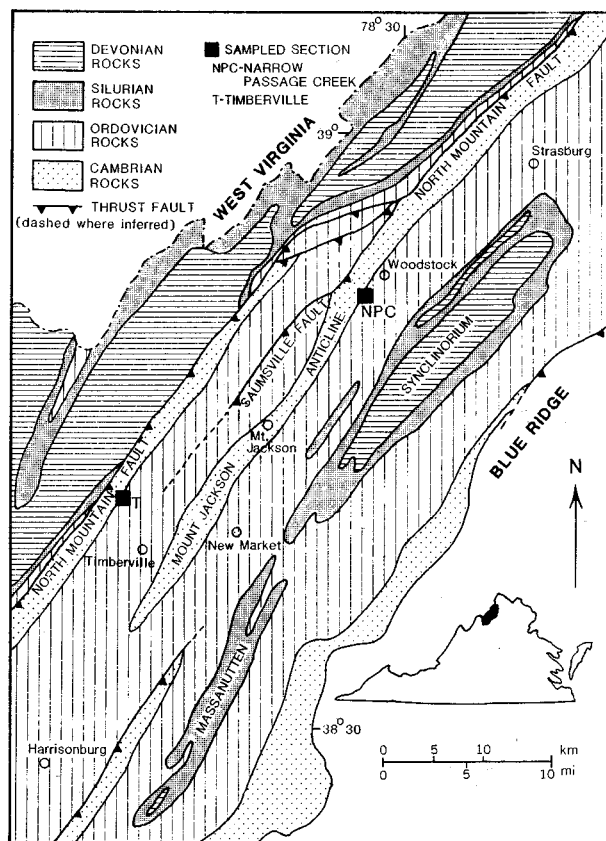 DEVONIAN
ROCKS
SILURIAN
ROCKS
ORDOVICIAN
ROCKS
CAMBRIAN
ROCKS
THRUST FAULT
(dashed where inferred)
SAMPLED SECTION
NPC-NARROW
PASSAGE CREEK
T-TIMBERVILLE
78° 30
39°
WEST VIRGINIA
NORTH MOUNTAIN FAULT
Strasburg
Woodstock
NPC
SAUMSVILLE FAULT
MOUNT JACKSON ANTICLINE
Mt.
Jackson
SYNCLINORIUM
BLUE RIDGE
N
NORTH MOUNTAIN FAULT
T
Timberville
New Market
MASSANUTTEN
Harrisonburg
38° 30
0 5 10 km
0 5 10 mi